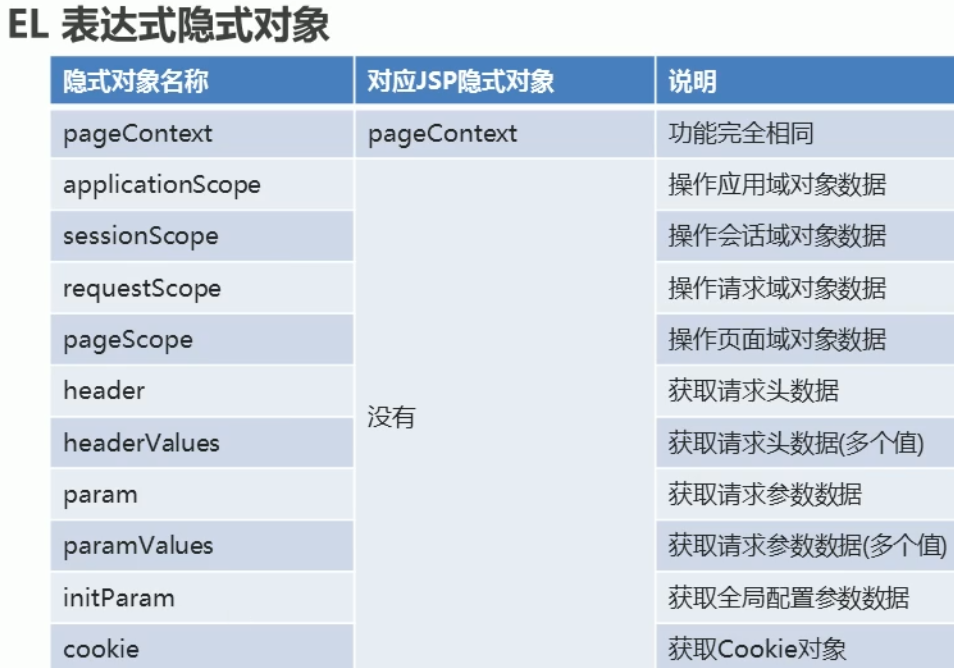 EL 表达式隐式对象
隐式对象名称 对应JSP隐式对象 说明
pageContext pageContext 功能完全相同
applicationScope 操作应用域对象数据
sessionScope 操作会话域对象数据
requestScope 操作请求域对象数据
pageScope 操作页面域对象数据
header 获取请求头数据
没有
headerValues 获取请求头数据(多个值)
param 获取请求参数数据
paramValues 获取请求参数数据(多个值)
initParam 获取全局配置参数数据
cookie 获取Cookie对象